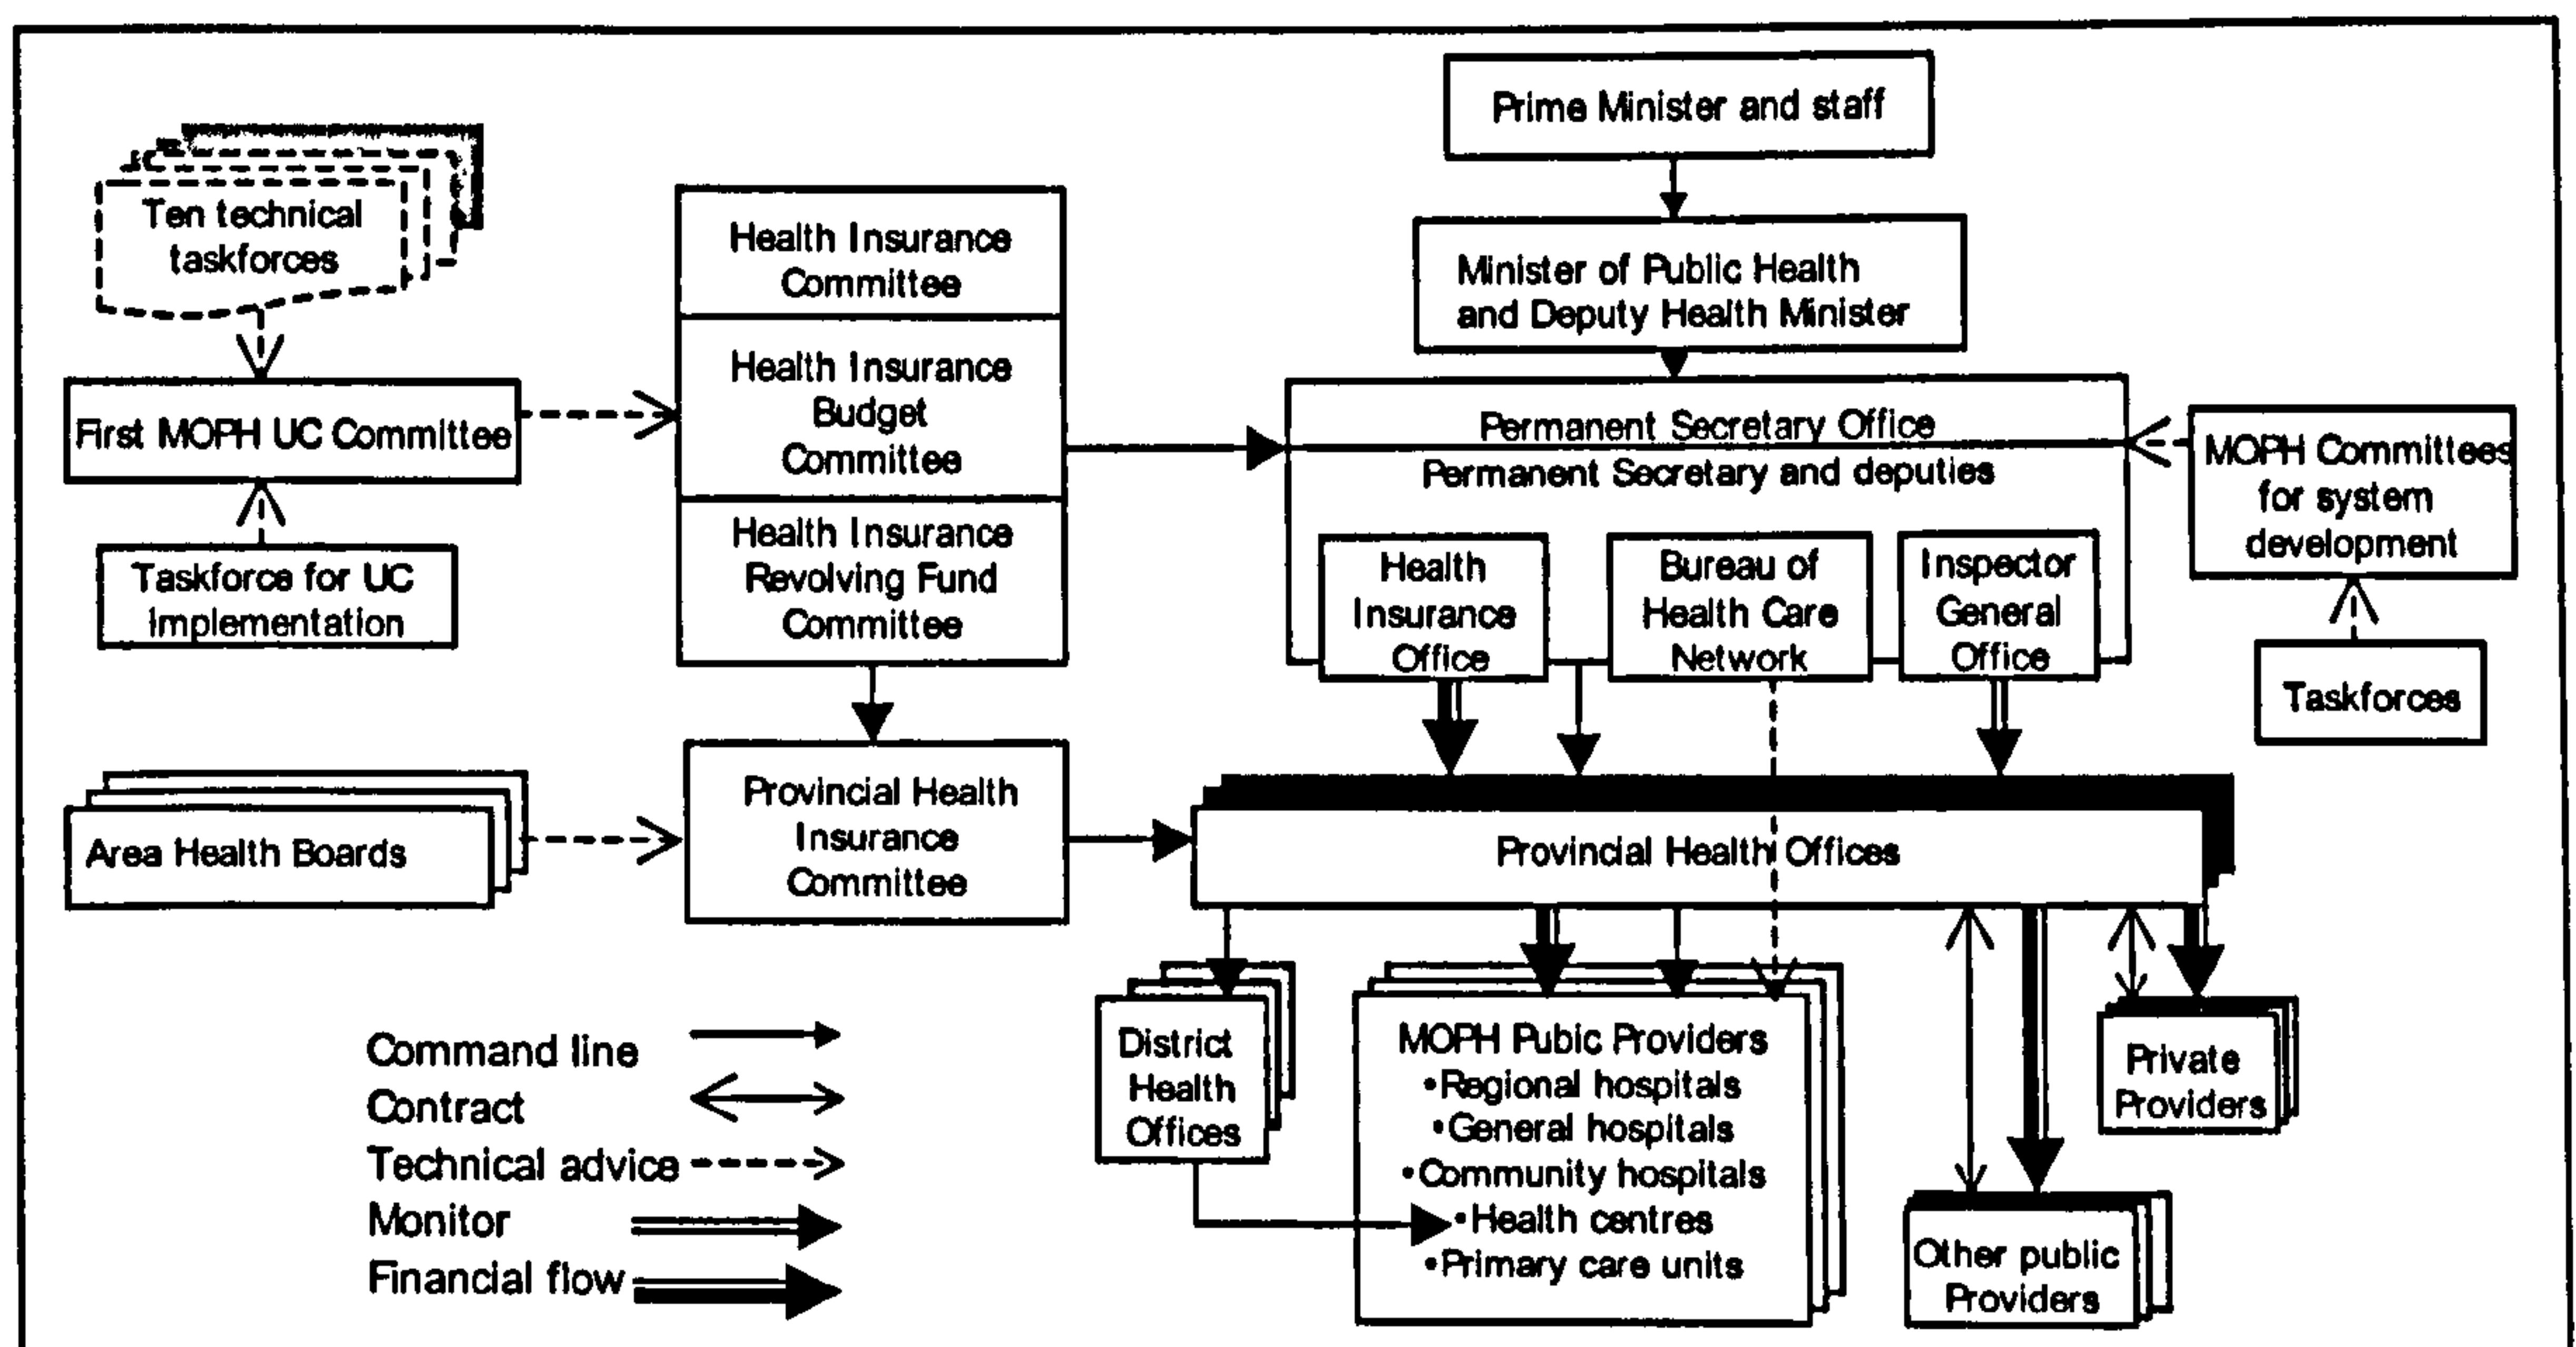 Prime Minister and staff
Ten technical
taskforces
Health Insurance
Committee
Minister of Public Health
and Deputy Health Minister
Health Insurance
Budget
Committee
First MOPH UC Committee
Permanent Secretary Office
Permanent Secretary and deputies
MOPH Committees
for system
development
Taskforce for UC
Implementation
Health Insurance
Revolving Fund
Committee
Health
Insurance
Office
Bureau of
Health Care
Network
Inspector
General
Office
Taskforces
Area Health Boards
Provincial Health
Insurance
Committee
Provincial Health Offices
District
Health
Offices
MOPH Pubic Providers
•Regional hospitals
•General hospitals
•Community hospitals
•Health centres
•Primary care units
Private
Providers
Other public
Providers
Command line
Contract
Technical advice
Monitor
Financial flow